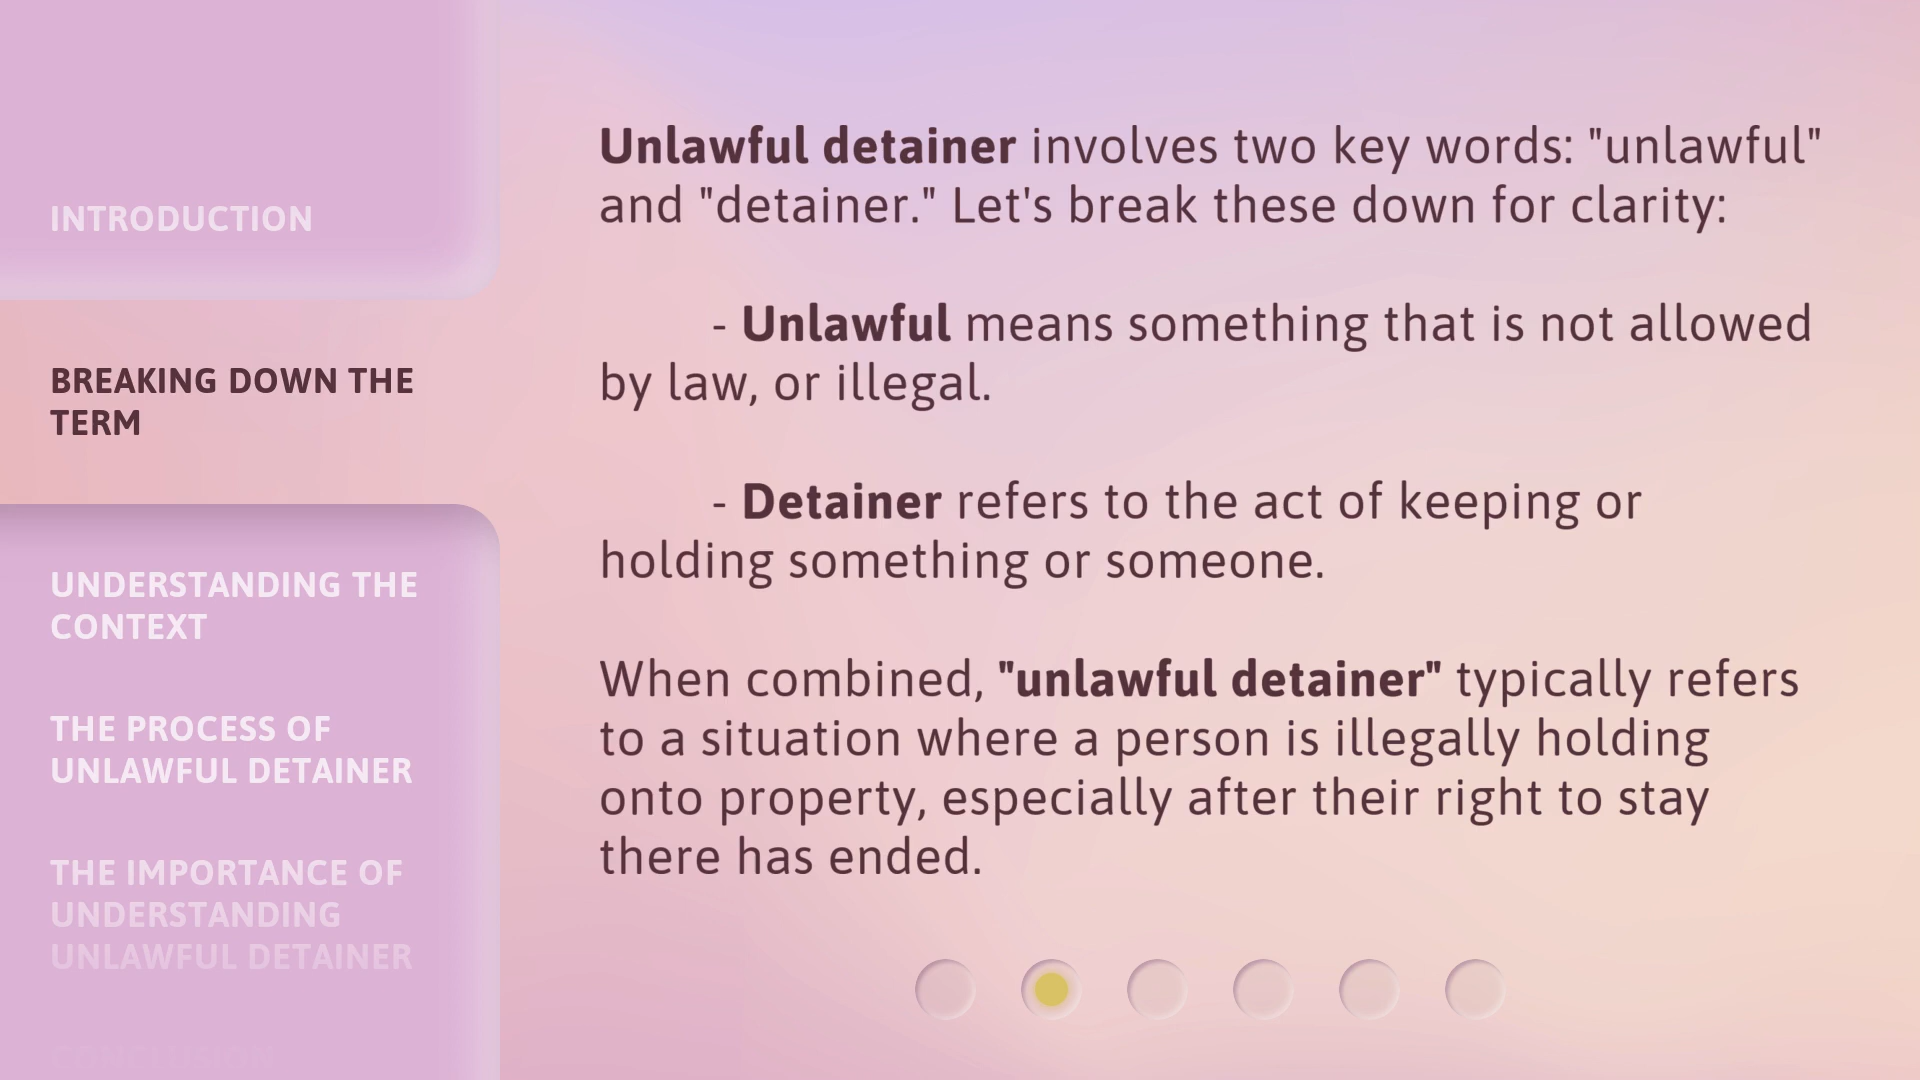 INTRODUCTION
BREAKING DOWN THE
TERM
UNDERSTANDING THE
CONTEXT
THE PROCESS OF
UNLAWFUL DETAINER
THE IMPORTANCE OF
UNDERSTANDING
UNLAWFUL DETAINER
CONCLUSION
Unlawful detainer involves two key words: "unlawful"
and "detainer." Let's break these down for clarity:
- Unlawful means something that is not allowed
by law, or illegal.
- Detainer refers to the act of keeping or
holding something or someone.
When combined, "unlawful detainer" typically refers
to a situation where a person is illegally holding
onto property, especially after their right to stay
there has ended.